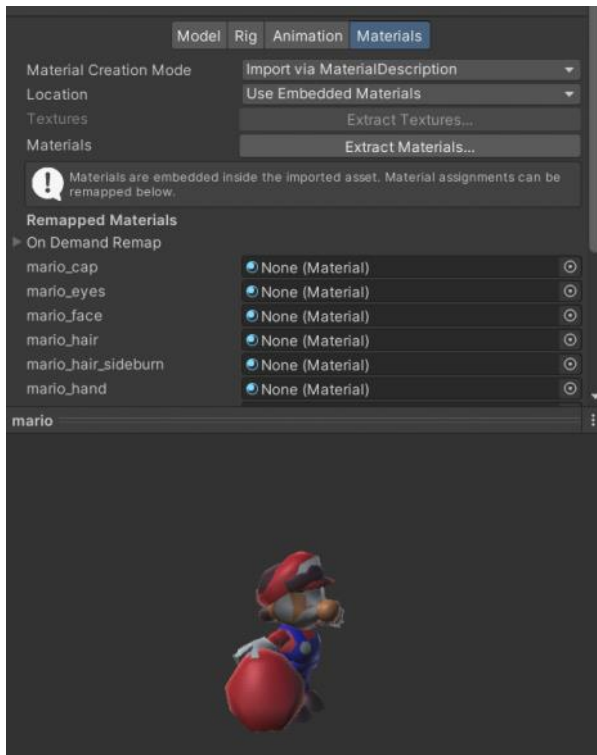 Model Rig Animation Materials
Material Creation Mode Import via MaterialDescription
Location Use Embedded Materials
Textures Extract Textures...
Materials Extract Materials...
Materials are embedded inside the imported asset. Material assignments can be
remapped below.
Remapped Materials
On Demand Remap
mario_cap None (Material)
mario_eyes None (Material)
mario_face None (Material)
mario_hair None (Material)
mario_hair_sideburn None (Material)
mario_hand None (Material)
mario